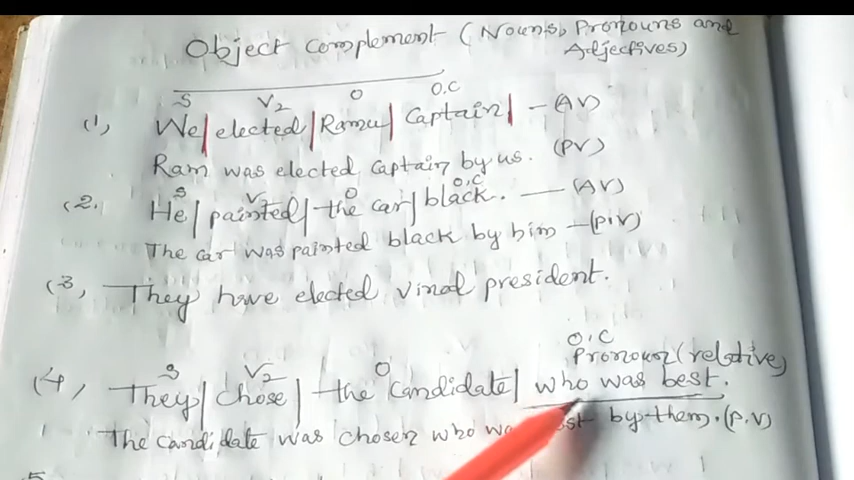 Object complement (Nouns, Pronouns and
Adjectives)
S V2 O O.C
(1, We| elected| Ramu| Captain| – (AV)
Ram was elected captain by us. (PV)
S V O O.C
(2. He| painted| the car| black. — (AV)
The car was painted black by him – (P.V)
(3, They have elected vimal president.
O.C
Pronoun (relative)
S V2 O
(4, They| chose| the candidate| who was best.
The candidate was chosen who by them. (P.V)
5